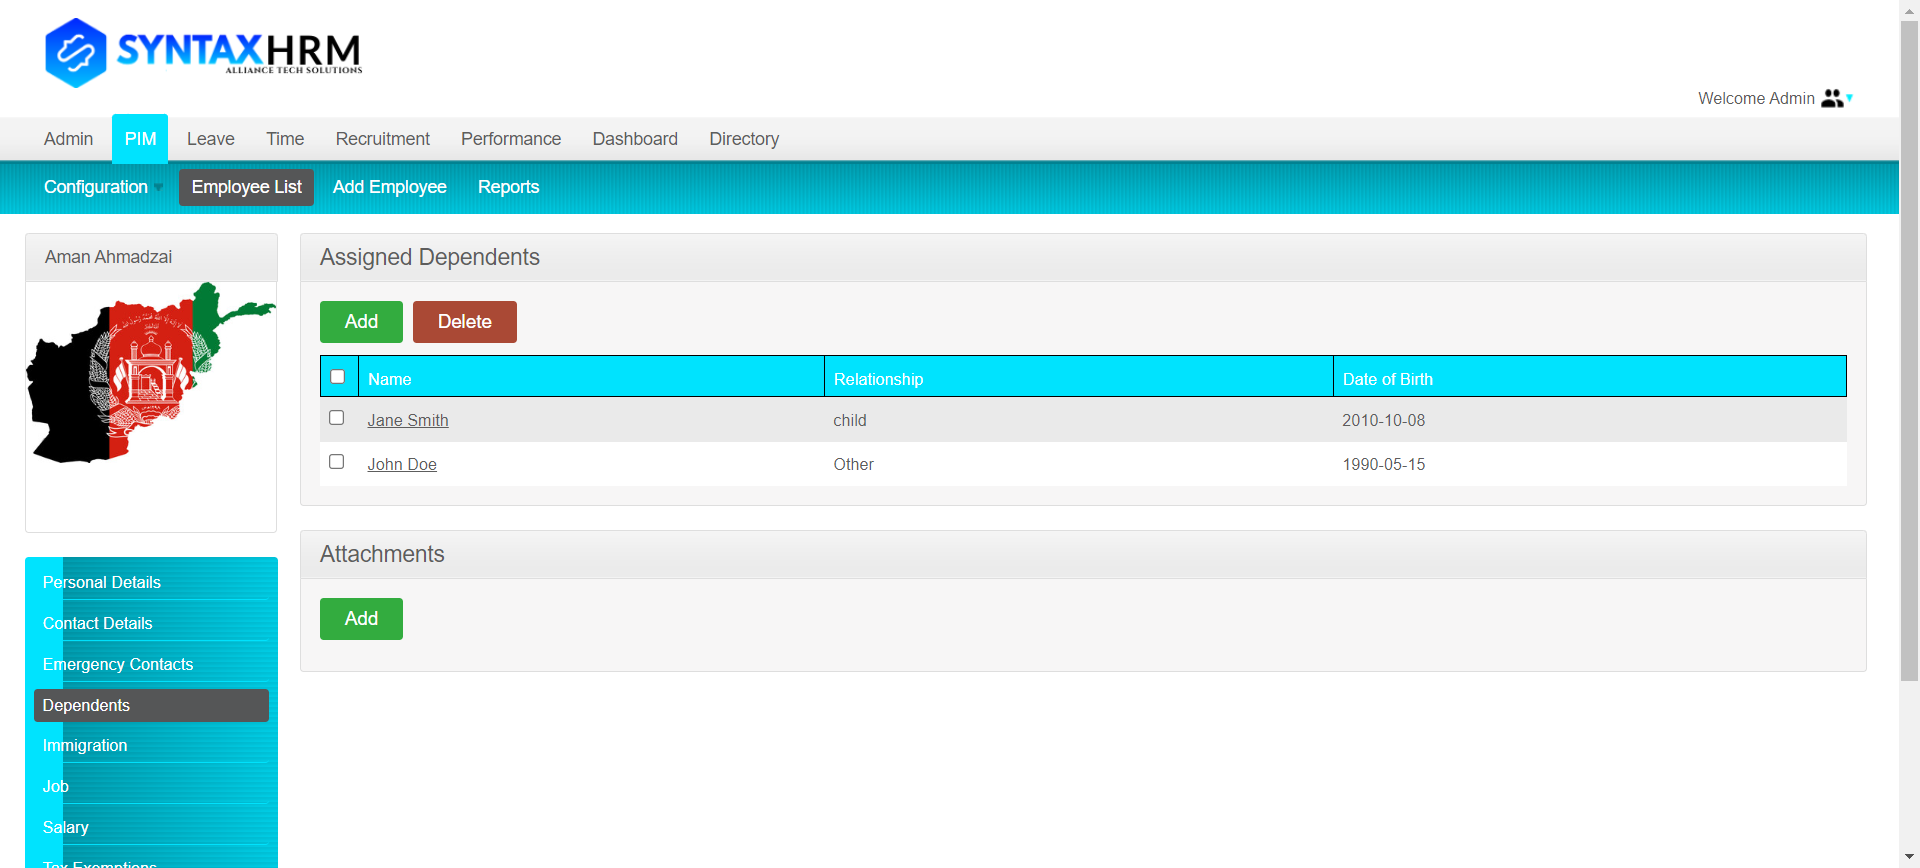 SYNTAXHRM
ALLIANCE TECH SOLUTIONS
Welcome Admin
Admin PIM Leave Time Recruitment Performance Dashboard Directory
Configuration Employee List Add Employee Reports
Aman Ahmadzai
Assigned Dependents
Add Delete
Name Relationship Date of Birth
Jane Smith child 2010-10-08
John Doe Other 1990-05-15
Attachments
Add
Personal Details
Contact Details
Emergency Contacts
Dependents
Immigration
Job
Salary
Tax Exemptions